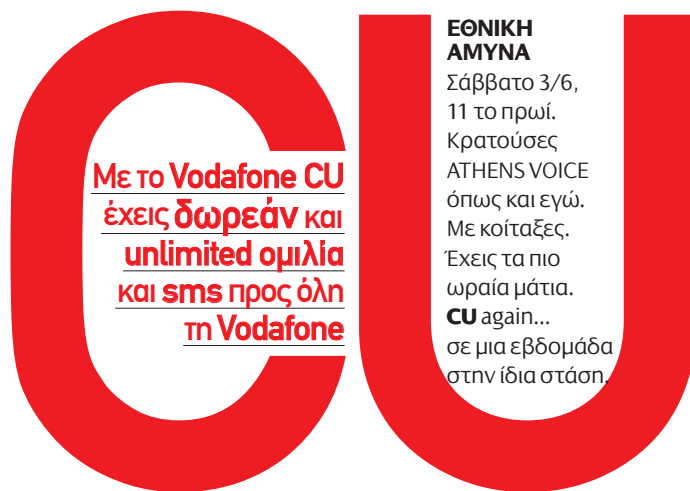 CU
Με το Vodafone CU
έχεις δωρεάν και
unlimited ομιλία
και sms προς όλη
τη Vodafone
ΕΘΝΙΚΗ
ΑΜΥΝΑ
Σάββατο 3/6,
11 το πρωί.
Κρατούσες
ATHENS VOICE
όπως και εγώ.
Με κοίταξες.
Έχεις τα πιο
ωραία μάτια.
CU again...
σε μια εβδομάδα
στην ίδια στάση.